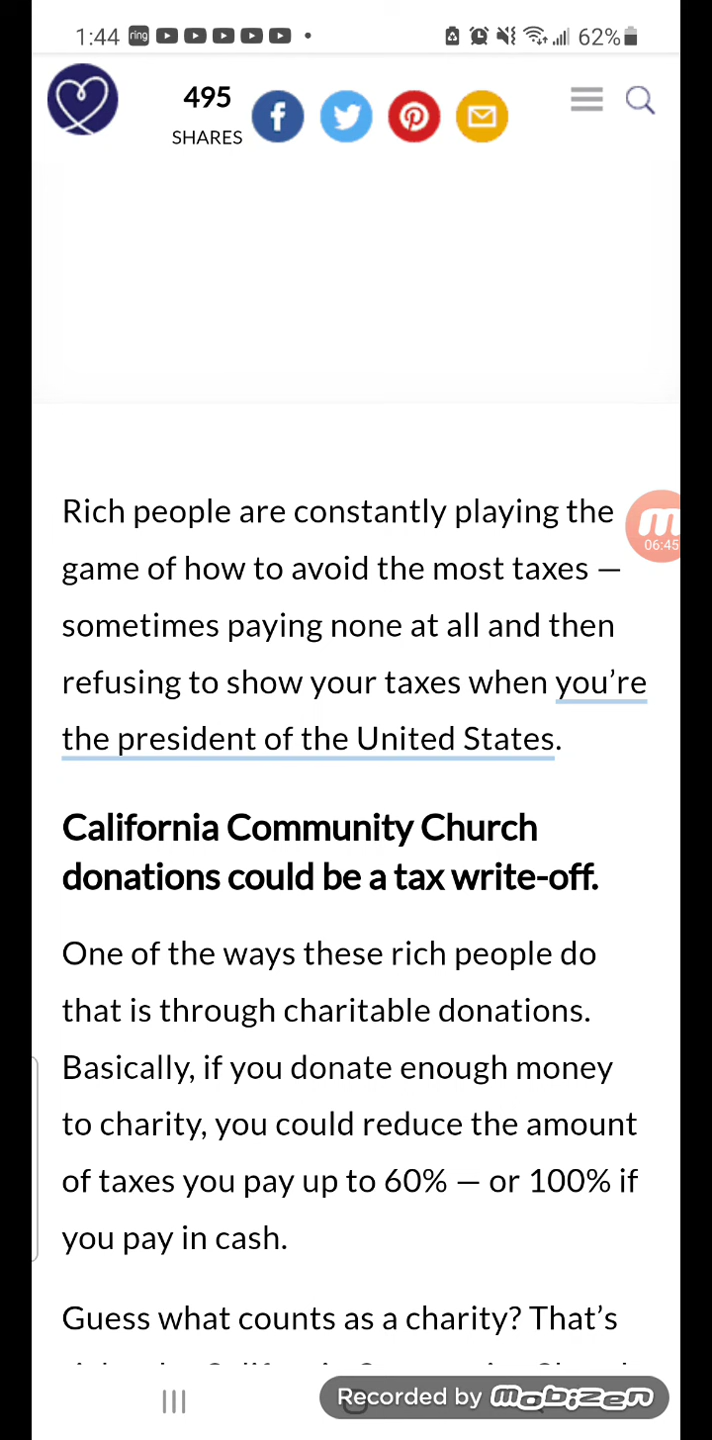 1:44 ring 62%
495
SHARES
Rich people are constantly playing the
06:45
game of how to avoid the most taxes —
sometimes paying none at all and then
refusing to show your taxes when you’re
the president of the United States.
California Community Church
donations could be a tax write-off.
One of the ways these rich people do
that is through charitable donations.
Basically, if you donate enough money
to charity, you could reduce the amount
of taxes you pay up to 60% — or 100% if
you pay in cash.
Guess what counts as a charity? That’s
Recorded by mobizen